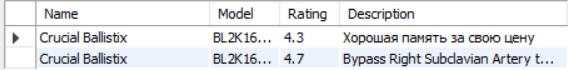 Name Model Rating Description
Crucial Ballistix BL2K16... 4.3 Хорошая память за свою цену
Crucial Ballistix BL2K16... 4.7 Bypass Right Subclavian Artery t...